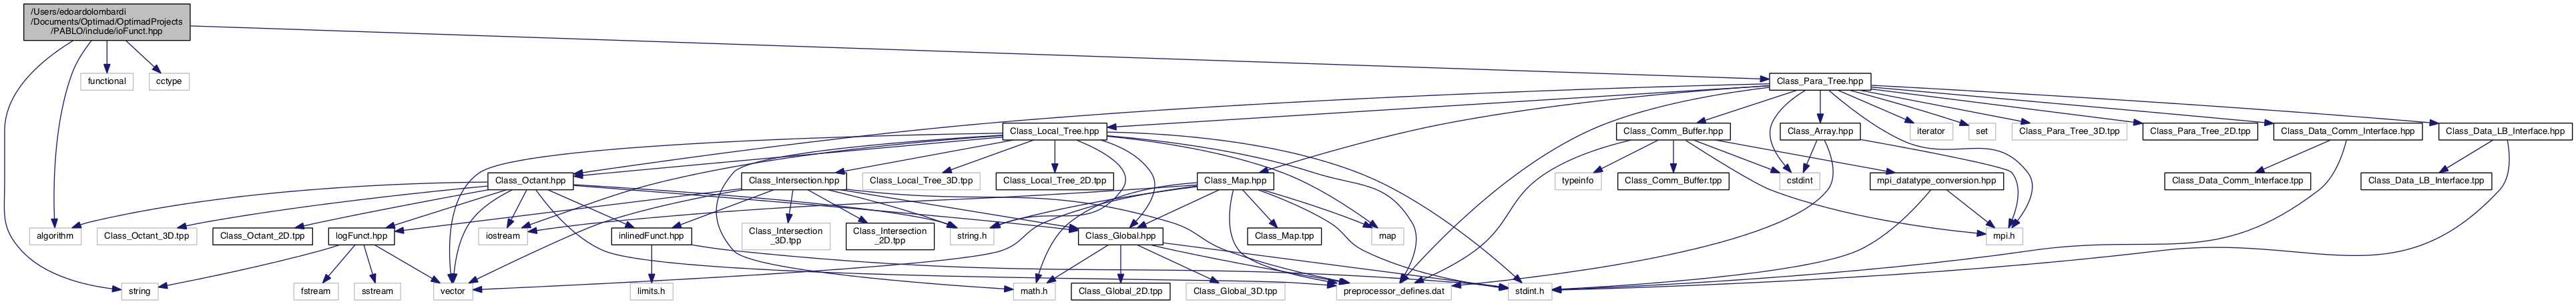 /Users/edoardolombardi
/Documents/Optimad/OptimadProjects
/PABLO/include/ioFunct.hpp
functional
cctype
Class_Para_Tree.hpp
Class_Local_Tree.hpp
Class_Comm_Buffer.hpp
Class_Array.hpp
iterator
set
Class_Para_Tree_3D.tpp
Class_Para_Tree_2D.tpp
Class_Data_Comm_Interface.hpp
Class_Data_LB_Interface.hpp
Class_Octant.hpp
Class_Intersection.hpp
Class_Local_Tree_3D.tpp
Class_Local_Tree_2D.tpp
Class_Map.hpp
typeinfo
Class_Comm_Buffer.tpp
cstdint
mpi_datatype_conversion.hpp
Class_Data_Comm_Interface.tpp
Class_Data_LB_Interface.tpp
algorithm
Class_Octant_3D.tpp
Class_Octant_2D.tpp
logFunct.hpp
iostream
inlinedFunct.hpp
Class_Intersection
_3D.tpp
Class_Intersection
_2D.tpp
string.h
Class_Global.hpp
Class_Map.tpp
map
mpi.h
string
fstream
sstream
vector
limits.h
math.h
Class_Global_2D.tpp
Class_Global_3D.tpp
preprocessor_defines.dat
stdint.h